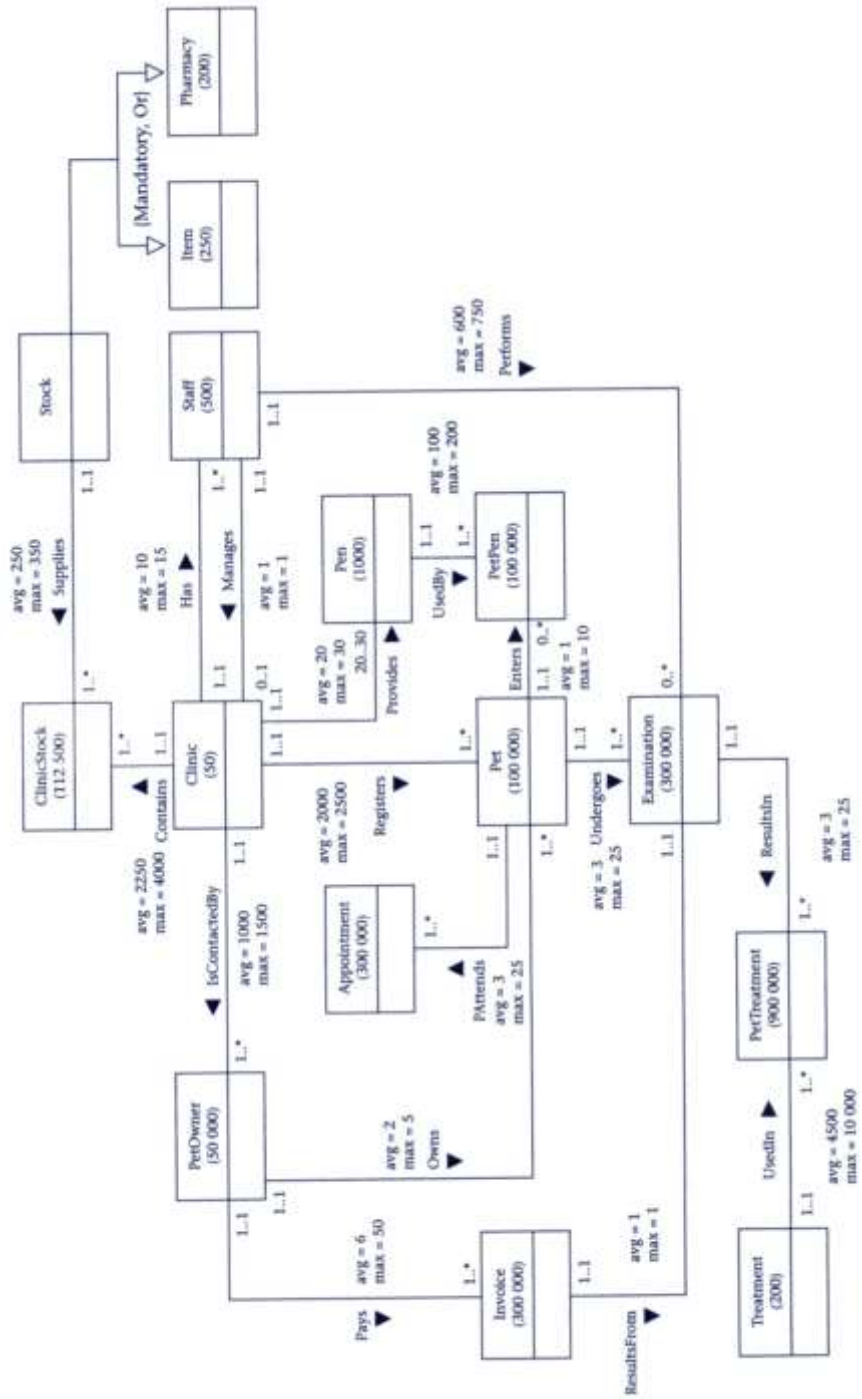 Stock
Pharmacy
(200)
{Mandatory, Or}
Item
(250)
avg = 250
max = 350
Supplies
1..1
1..*
ClinicStock
(112 500)
1..*
1..1
avg = 2250
max = 4000
Contains
Staff
(500)
1..*
1..1
1..1
avg = 10
max = 15
Has
Manages
avg = 1
max = 1
1..1
0..1
1..1
Clinic
(50)
1..1
1..1
1..*
IsContactedBy
avg = 1000
max = 1500
PetOwner
(50 000)
1..1
1..1
avg = 600
max = 750
Performs
avg = 20
max = 30
20..30
Provides
Pen
(1000)
1..1
1..*
UsedBy
avg = 100
max = 200
PetPen
(100 000)
0..*
1..1
Enters
avg = 1
max = 10
avg = 2000
max = 2500
Registers
1..*
Pet
(100 000)
1..1
1..1
1..*
Appointment
(300 000)
1..*
PAttends
avg = 3
max = 25
avg = 2
max = 5
Owns
avg = 6
max = 50
Pays
1..*
Invoice
(300 000)
1..1
ResultsFrom
avg = 1
max = 1
1..*
Undergoes
avg = 3
max = 25
0..*
Examination
(300 000)
1..1
1..1
ResultsIn
avg = 3
max = 25
1..*
PetTreatment
(900 000)
1..*
UsedIn
avg = 4500
max = 10 000
1..1
Treatment
(200)